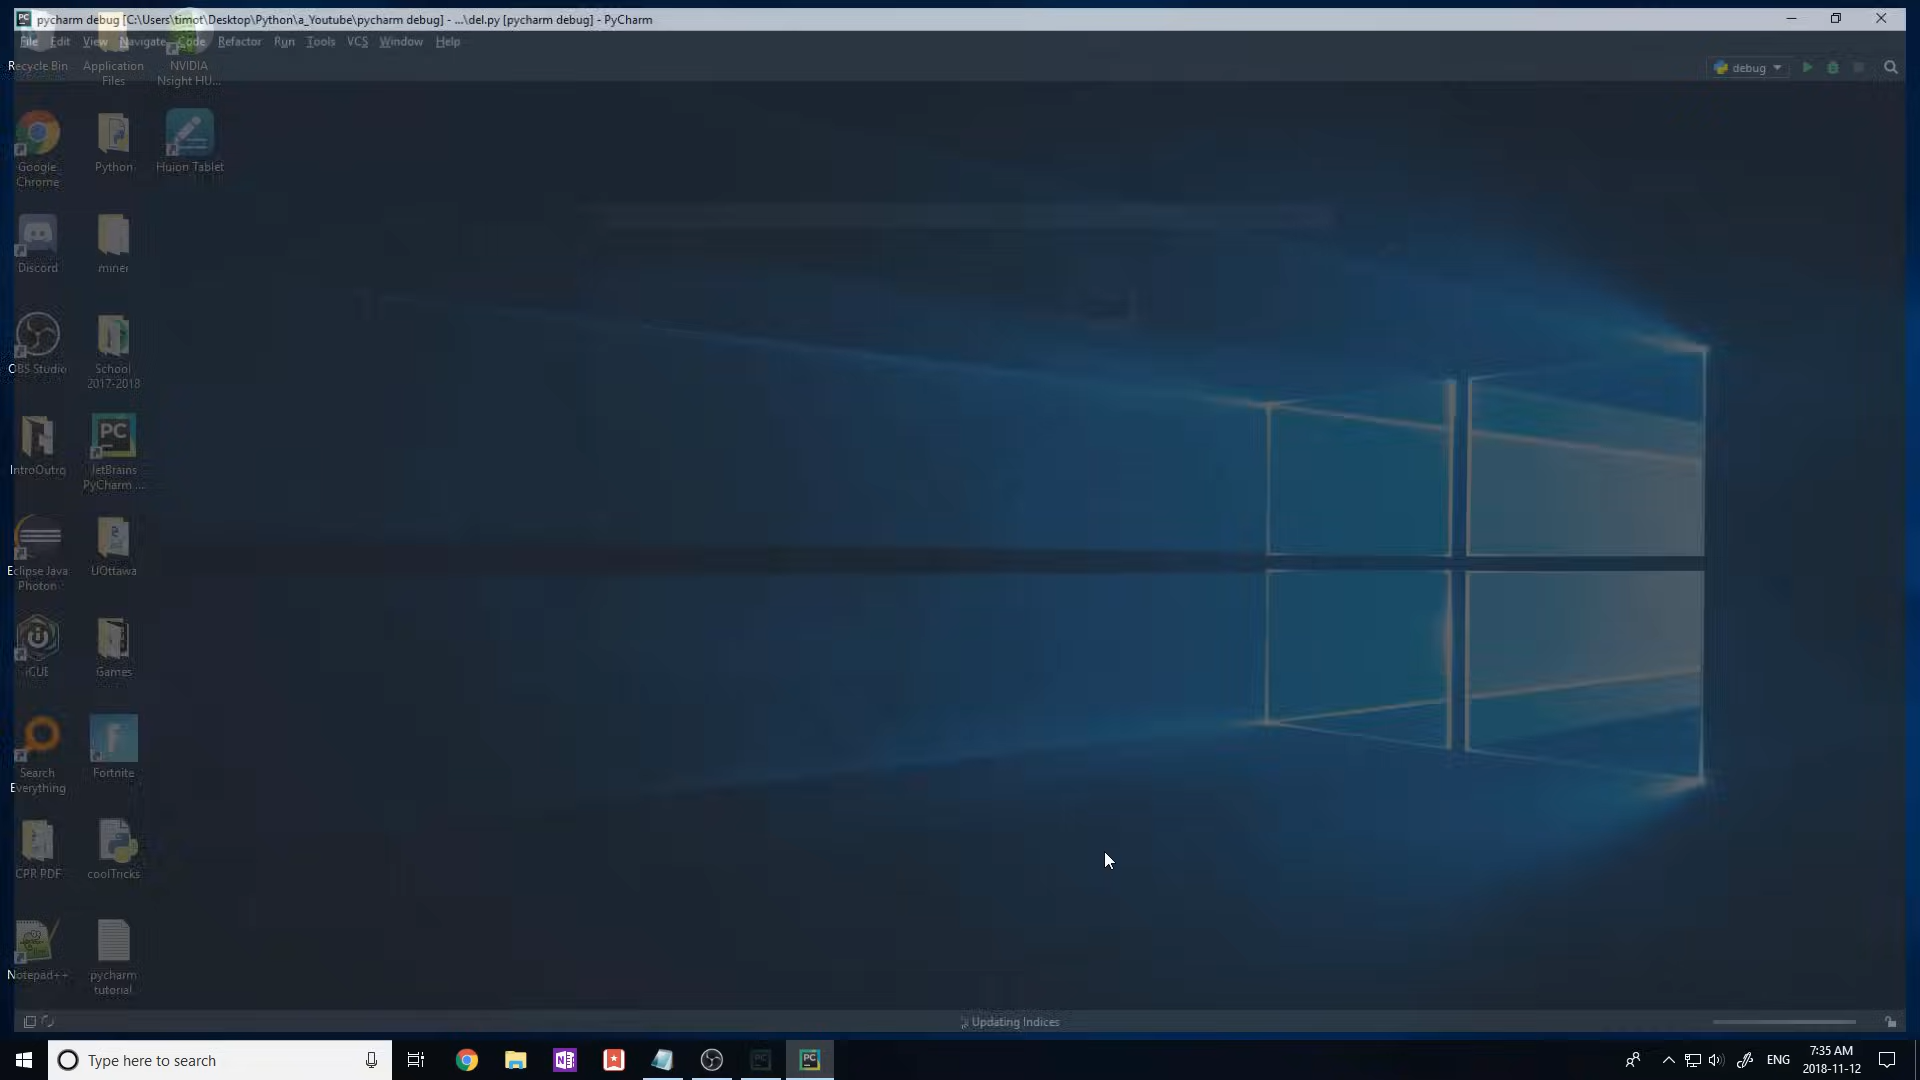 pycharm debug [C:\Users\timot\Desktop\Python\a_Youtube\pycharm debug] - ...\del.py [pycharm debug] - PyCharm
File Edit View Navigate Code Refactor Run Tools VCS Window Help
debug
Recycle Bin
Application
Files
NVIDIA
Nsight HU...
Google
Chrome
Python
Huion Tablet
Discord
miner
OBS Studio
School
2017-2018
IntroOutro
PC
JetBrains
PyCharm ...
Eclipse Java
Photon
UOttawa
iCUE
Games
Search
Everything
Fortnite
CPR PDF
coolTricks
Notepad++
pycharm
tutorial
Updating Indices
Type here to search
ENG
7:35 AM
2018-11-12